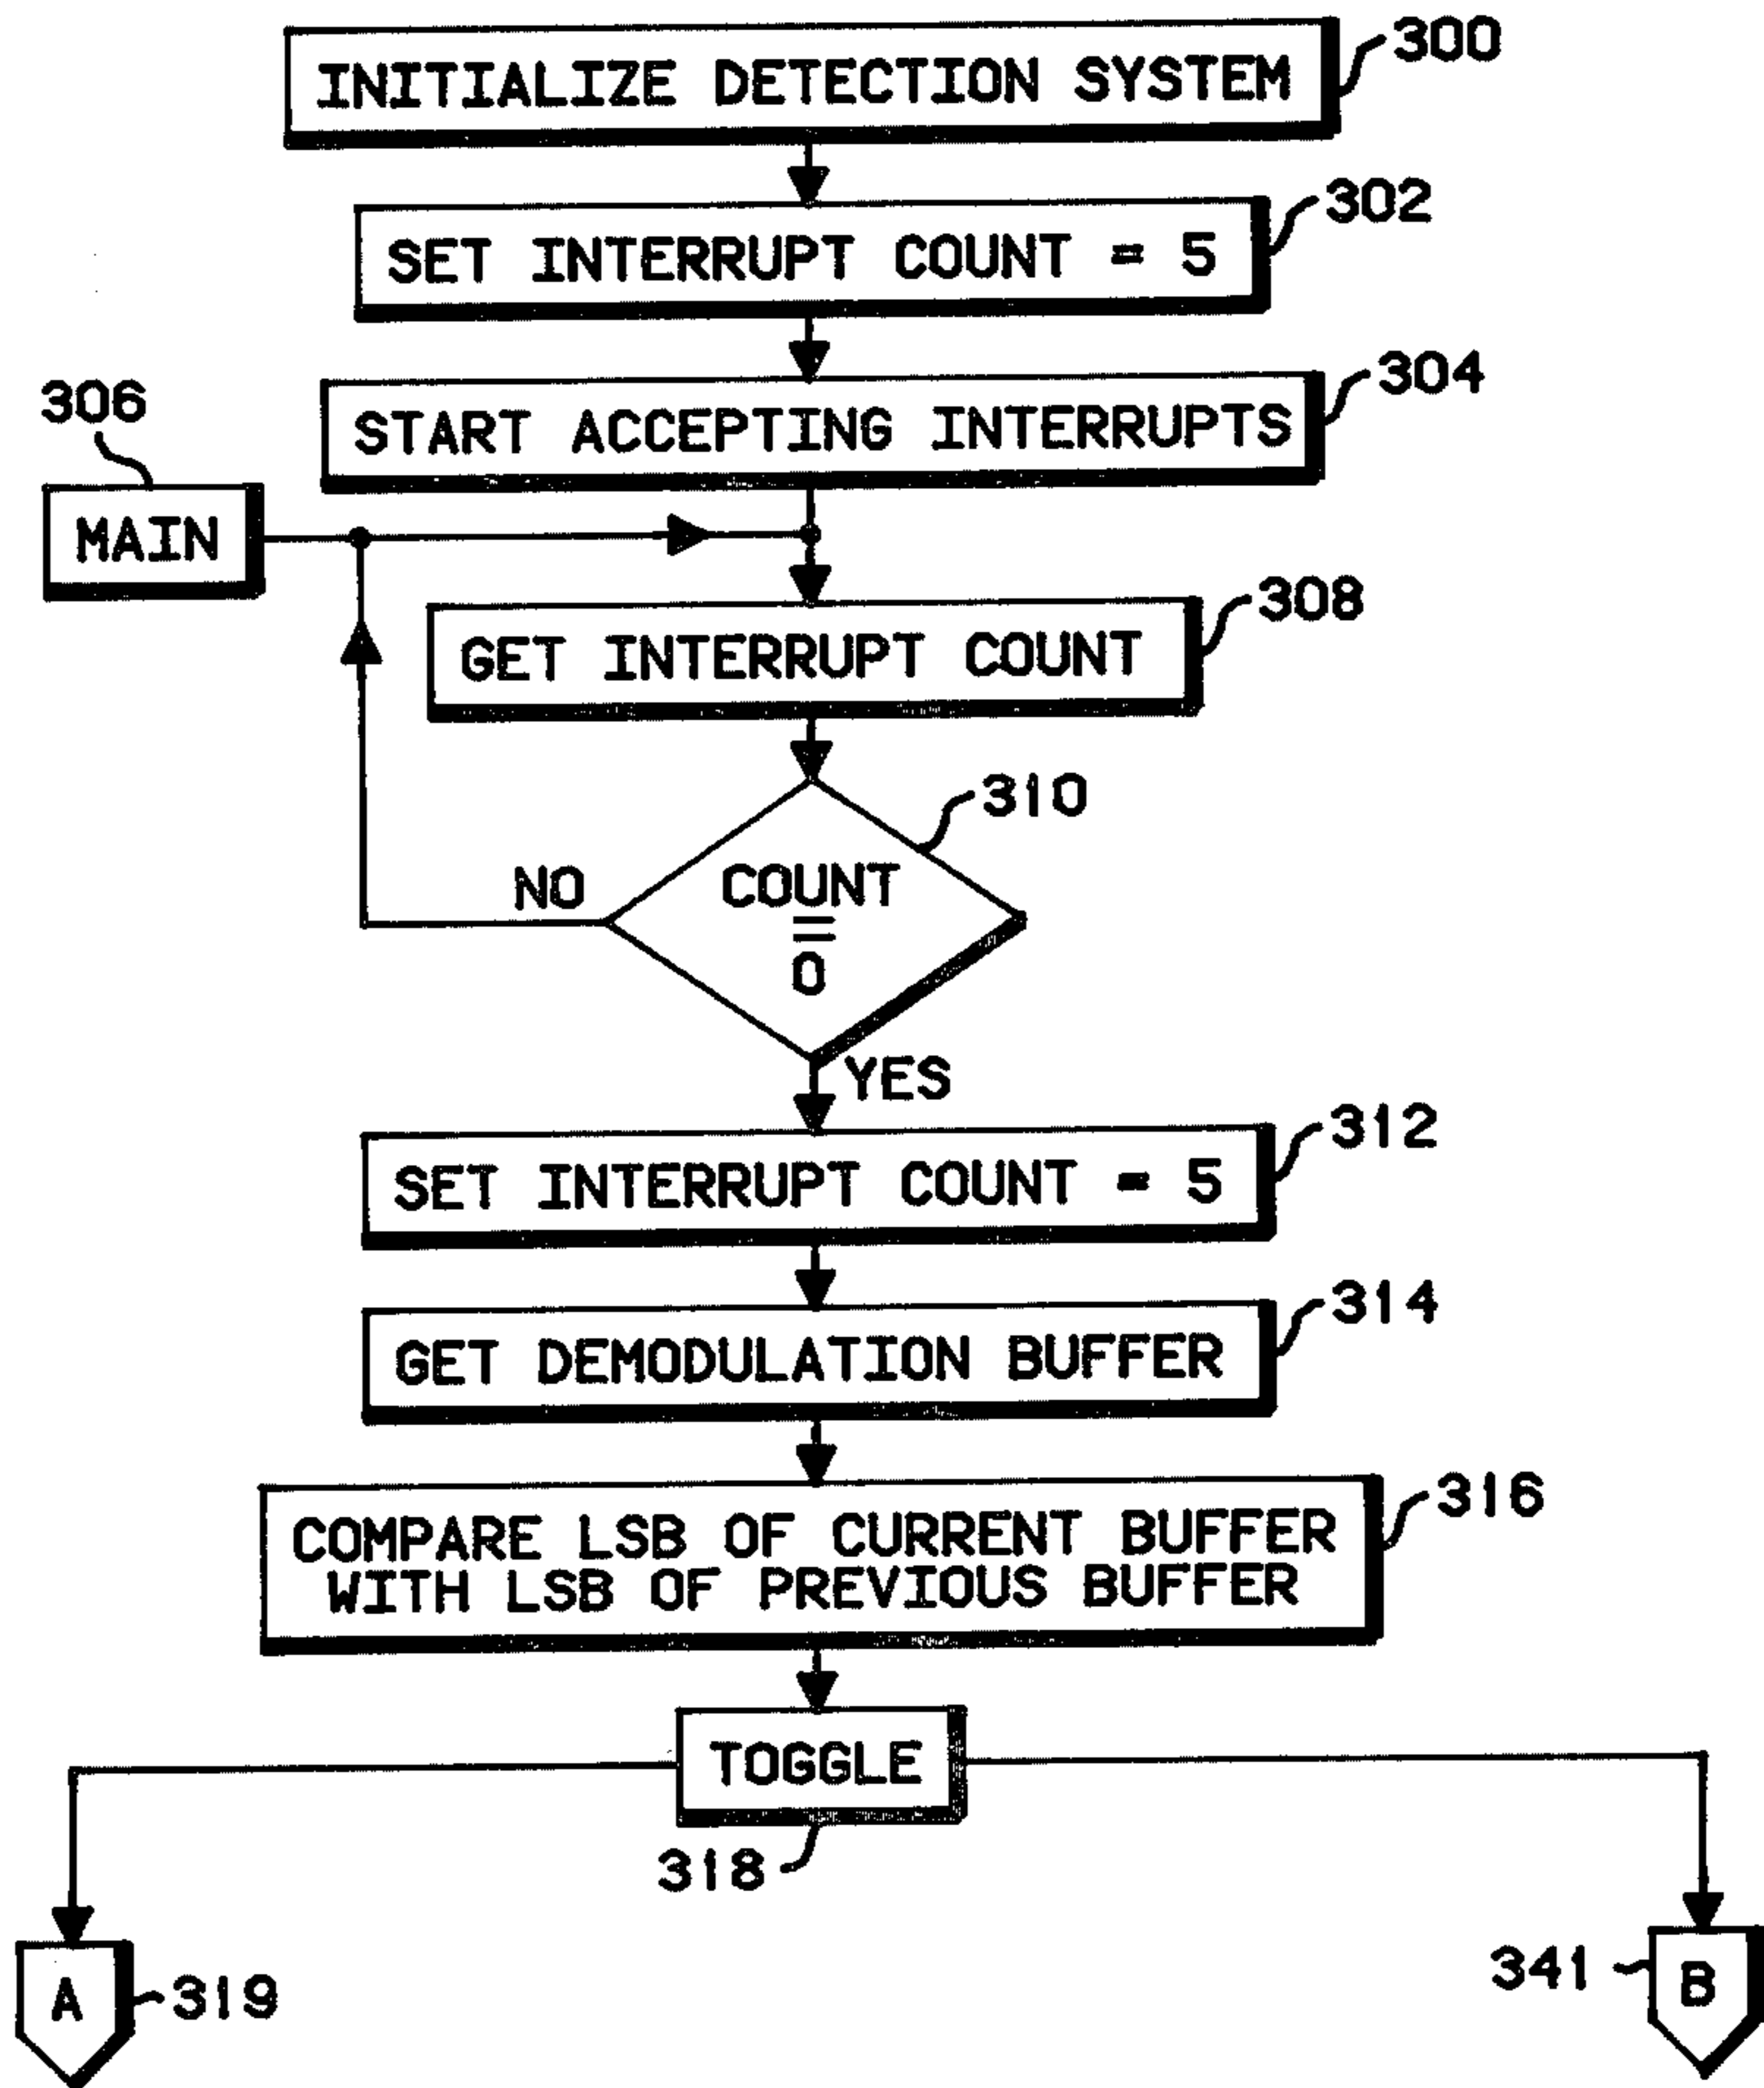 INITIALIZE DETECTION SYSTEM
300
SET INTERRUPT COUNT = 5
302
START ACCEPTING INTERRUPTS
304
306
MAIN
GET INTERRUPT COUNT
308
310
COUNT
=
0
NO
YES
SET INTERRUPT COUNT = 5
312
GET DEMODULATION BUFFER
314
COMPARE LSB OF CURRENT BUFFER
WITH LSB OF PREVIOUS BUFFER
316
TOGGLE
318
A
319
341
B